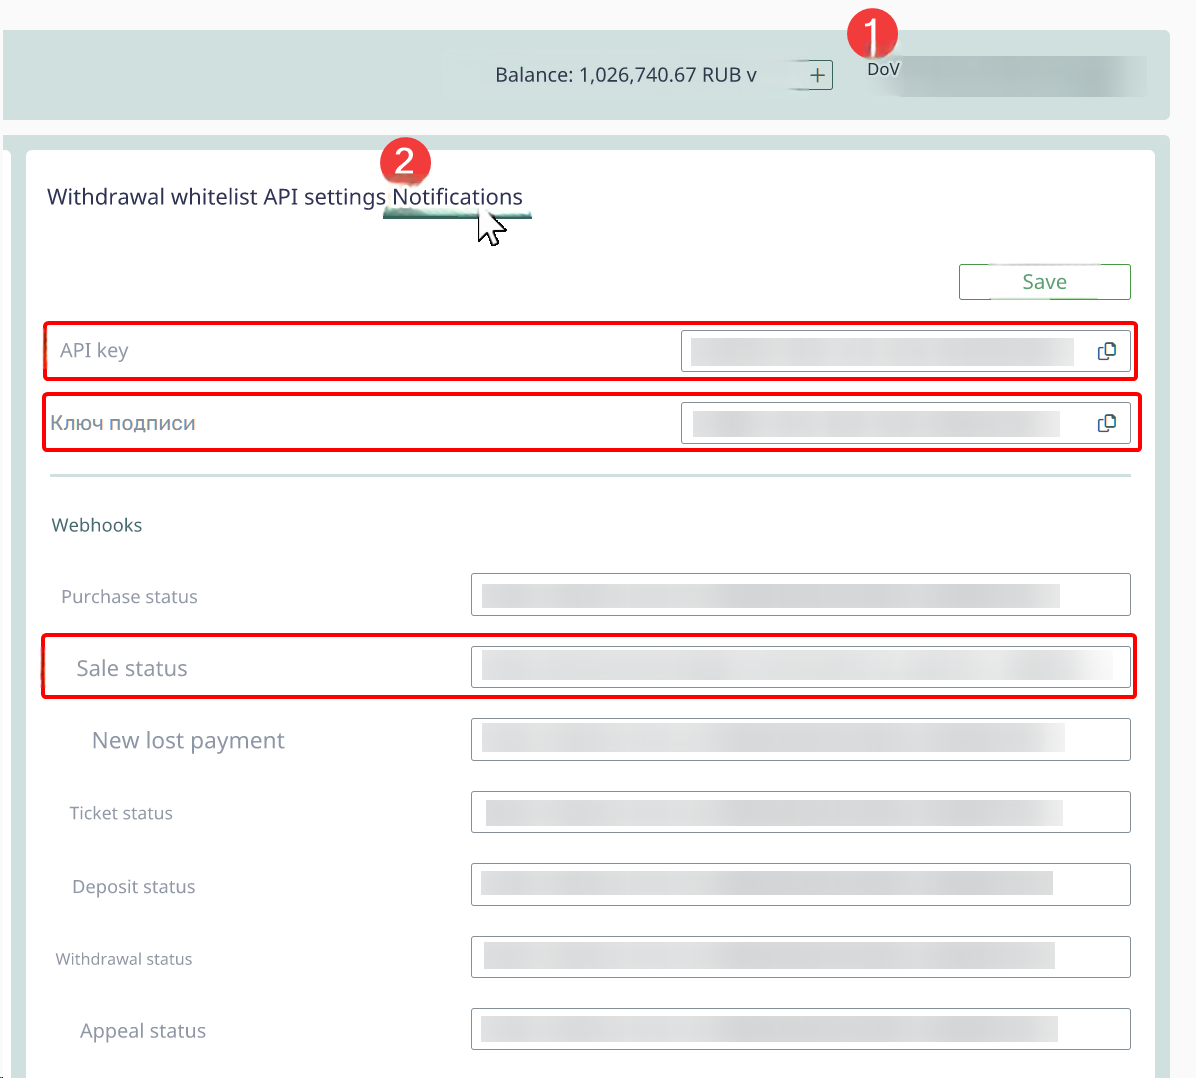 1
Balance: 1,026,740.67 RUB v +
DoV
2
Withdrawal whitelist API settings Notifications
Save
API key
Ключ подписи
Webhooks
Purchase status
Sale status
New lost payment
Ticket status
Deposit status
Withdrawal status
Appeal status